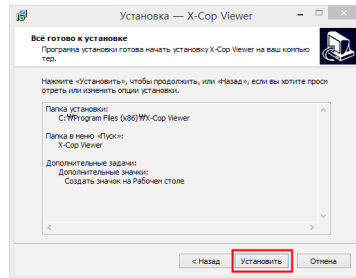 Установка — X-Cop Viewer
Всё готово к установке
Программа установки готова начать установку X-Cop Viewer на ваш компью
тер.
Нажмите «Установить», чтобы продолжить, или «Назад», если вы хотите просм
отреть или изменить опции установки.
Папка установки:
C:₩Program Files (x86)₩X-Cop Viewer
Папка в меню «Пуск»:
X-Cop Viewer
Дополнительные задачи:
Дополнительные значки:
Создать значок на Рабочем столе
< Назад
Установить
Отмена